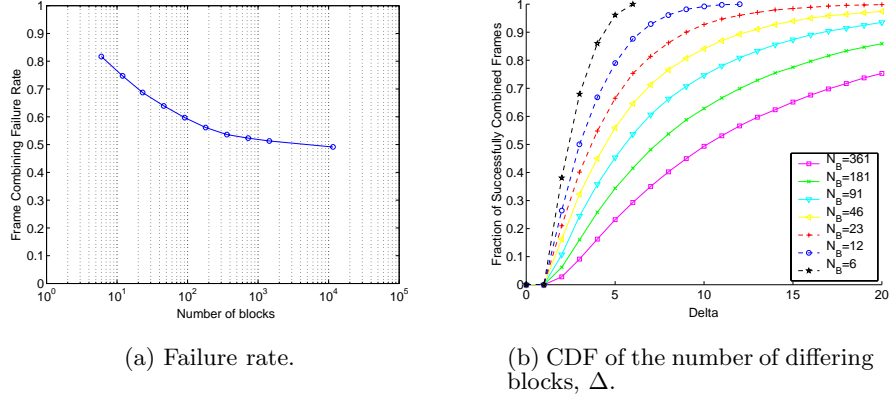 1
0.9
0.8
0.7
0.6
0.5
0.4
0.3
0.2
0.1
0
Frame Combining Failure Rate
10^0
10^1
10^2
10^3
10^4
10^5
Number of blocks
(a) Failure rate.
1
0.9
0.8
0.7
0.6
0.5
0.4
0.3
0.2
0.1
0
Fraction of Successfully Combined Frames
N_B=361
N_B=181
N_B=91
N_B=46
N_B=23
N_B=12
N_B=6
0
5
10
15
20
Delta
(b) CDF of the number of differing
blocks, Δ.